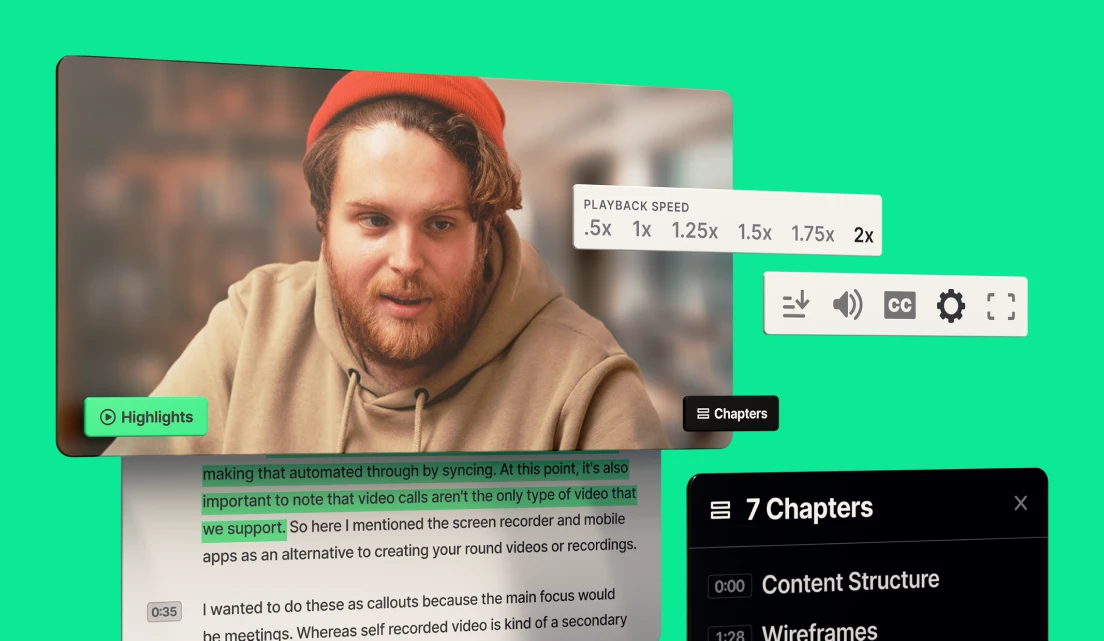 PLAYBACK SPEED
.5x 1x 1.25x 1.5x 1.75x 2x
CC
Highlights
Chapters
making that automated through by syncing. At this point, it's also
important to note that video calls aren't the only type of video that
we support. So here I mentioned the screen recorder and mobile
apps as an alternative to creating your round videos or recordings.
0:35 I wanted to do these as callouts because the main focus would
be meetings. Whereas self recorded video is kind of a secondary
7 Chapters
0:00 Content Structure
1:28 Wireframes